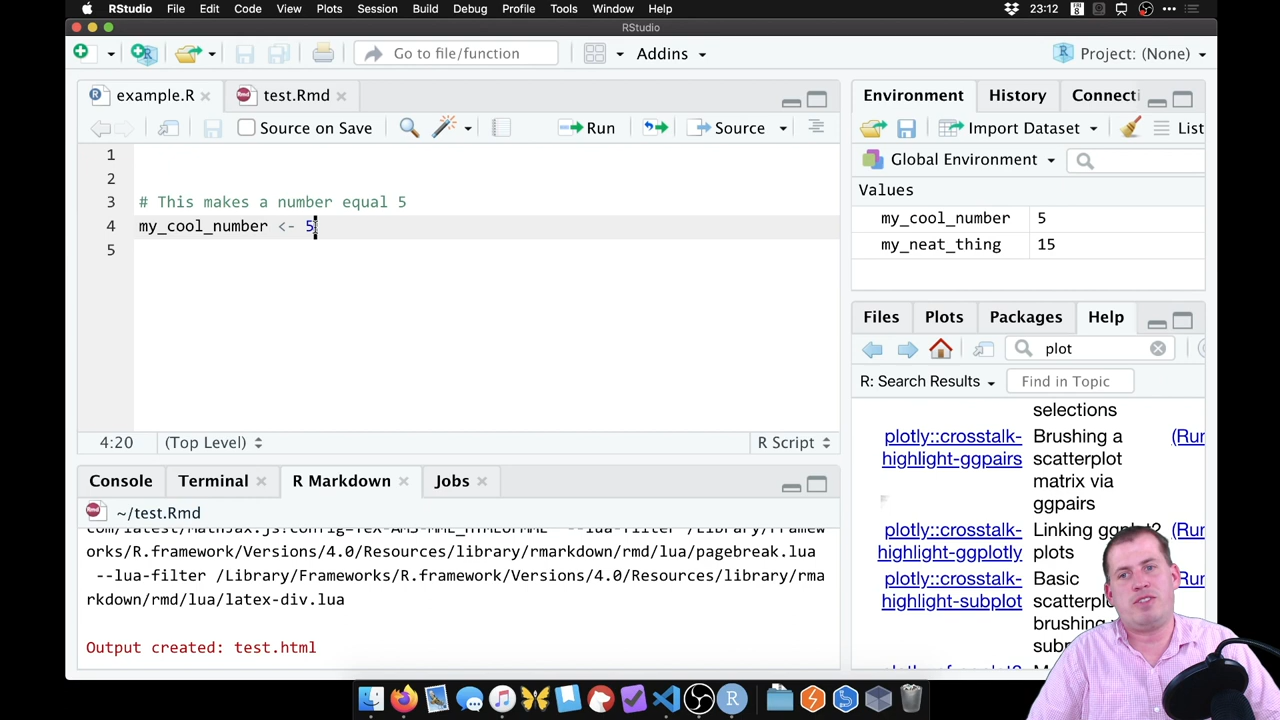 RStudio File Edit Code View Plots Session Build Debug Profile Tools Window Help 23:12 8
RStudio
Go to file/function Addins Project: (None)
example.R test.Rmd
Source on Save Run Source
1
2
3 # This makes a number equal 5
4 my_cool_number <- 5
5
4:20 (Top Level) R Script
Console Terminal R Markdown Jobs
~/test.Rmd
works/R.framework/Versions/4.0/Resources/library/rmarkdown/rmd/lua/pagebreak.lua
--lua-filter /Library/Frameworks/R.framework/Versions/4.0/Resources/library/rma
rkdown/rmd/lua/latex-div.lua
Output created: test.html
Environment History Connecti
Import Dataset List
Global Environment
Values
my_cool_number 5
my_neat_thing 15
Files Plots Packages Help
plot
R: Search Results Find in Topic
selections
plotly::crosstalk- Brushing a (Rur
highlight-ggpairs scatterplot
matrix via
ggpairs
plotly::crosstalk- Linking ggplot2
highlight-ggplotly plots
plotly::crosstalk- Basic
highlight-subplot